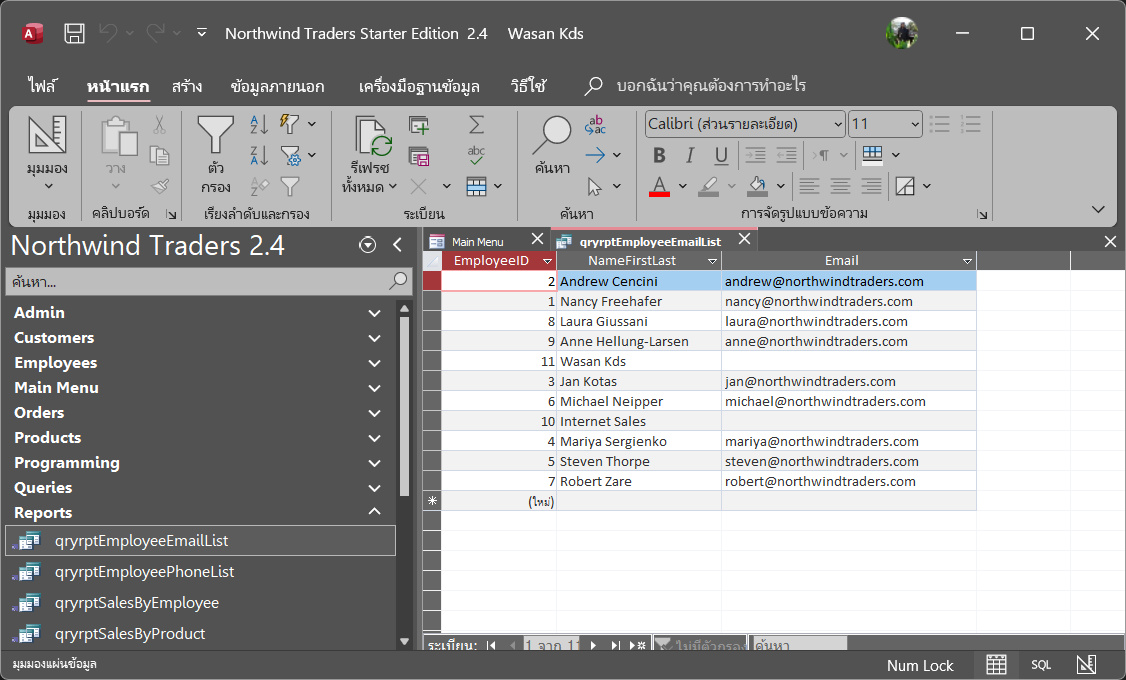 Northwind Traders Starter Edition 2.4 Wasan Kds
ไฟล์ หน้าแรก สร้าง ข้อมูลภายนอก เครื่องมือฐานข้อมูล วิธีใช้ บอกฉันว่าคุณต้องการทำอะไร
Calibri (ส่วนรายละเอียด) 11
มุมมอง วาง ตัวกรอง รีเฟรชทั้งหมด ค้นหา
มุมมอง คลิปบอร์ด เรียงลำดับและกรอง ระเบียน ค้นหา การจัดรูปแบบข้อความ
Northwind Traders 2.4
ค้นหา...
Admin
Customers
Employees
Main Menu
Orders
Products
Programming
Queries
Reports
qryrptEmployeeEmailList
qryrptEmployeePhoneList
qryrptSalesByEmployee
qryrptSalesByProduct
Main Menu qryrptEmployeeEmailList
EmployeeID NameFirstLast Email
2 Andrew Cencini andrew@northwindtraders.com
1 Nancy Freehafer nancy@northwindtraders.com
8 Laura Giussani laura@northwindtraders.com
9 Anne Hellung-Larsen anne@northwindtraders.com
11 Wasan Kds
3 Jan Kotas jan@northwindtraders.com
6 Michael Neipper michael@northwindtraders.com
10 Internet Sales
4 Mariya Sergienko mariya@northwindtraders.com
5 Steven Thorpe steven@northwindtraders.com
7 Robert Zare robert@northwindtraders.com
(ใหม่)
ระเบียน: 1 จาก 11 ไม่มีตัวกรอง ค้นหา
มุมมองแผ่นข้อมูล Num Lock SQL